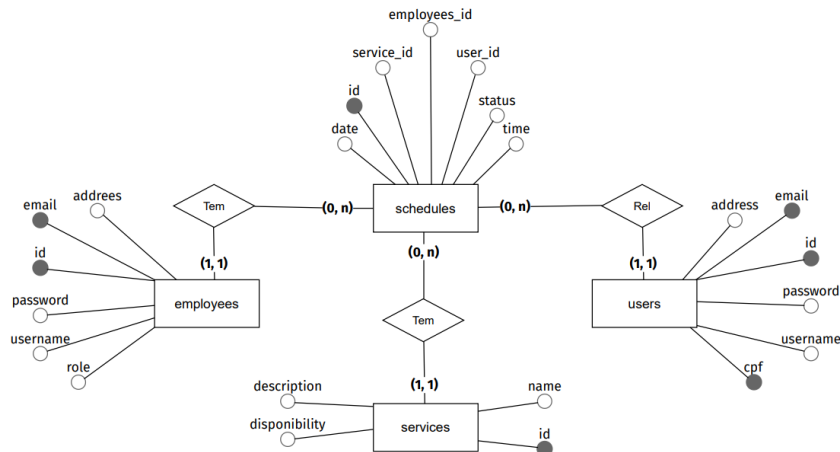 employees_id
service_id
user_id
id
status
date
time
email
addrees
Tem
(0, n)
schedules
(0, n)
Rel
address
email
id
(1, 1)
(0, n)
(1, 1)
id
password
employees
users
password
username
Tem
username
role
cpf
description
(1, 1)
name
disponibility
services
id